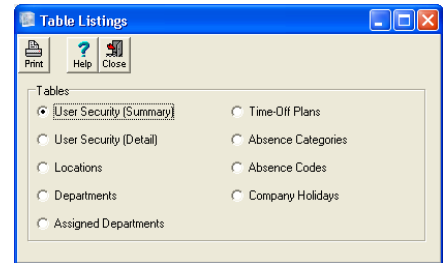 Table Listings
Print Help Close
Tables
User Security (Summary)
User Security (Detail)
Locations
Departments
Assigned Departments
Time-Off Plans
Absence Categories
Absence Codes
Company Holidays